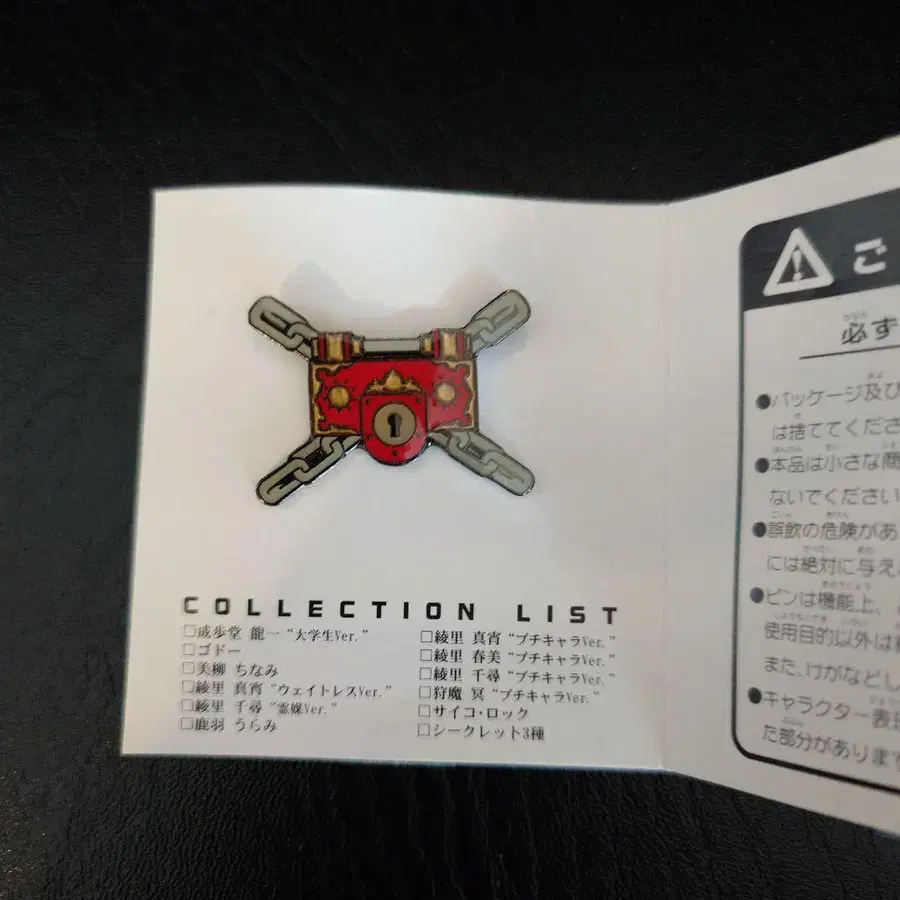 COLLECTION LIST
□成歩堂 龍一“大学生Ver.”
□ゴドー
□美柳 ちなみ
□綾里 真宵“ウェイトレスVer.”
□綾里 千尋“霊媒Ver.”
□鹿羽 うらみ
□綾里 真宵“プチキャラVer.”
□綾里 春美“プチキャラVer.”
□綾里 千尋“プチキャラVer.”
□狩魔 冥“プチキャラVer.”
□サイコ・ロック
□シークレット3種
ご
必ず
●パッケージ及び
は捨ててくださ
●本品は小さな商
ないでください
●誤飲の危険があ
には絶対に与え
●ピンは機能上、
使用目的以外は
また、けがなどし
●キャラクター表現
た部分がありま